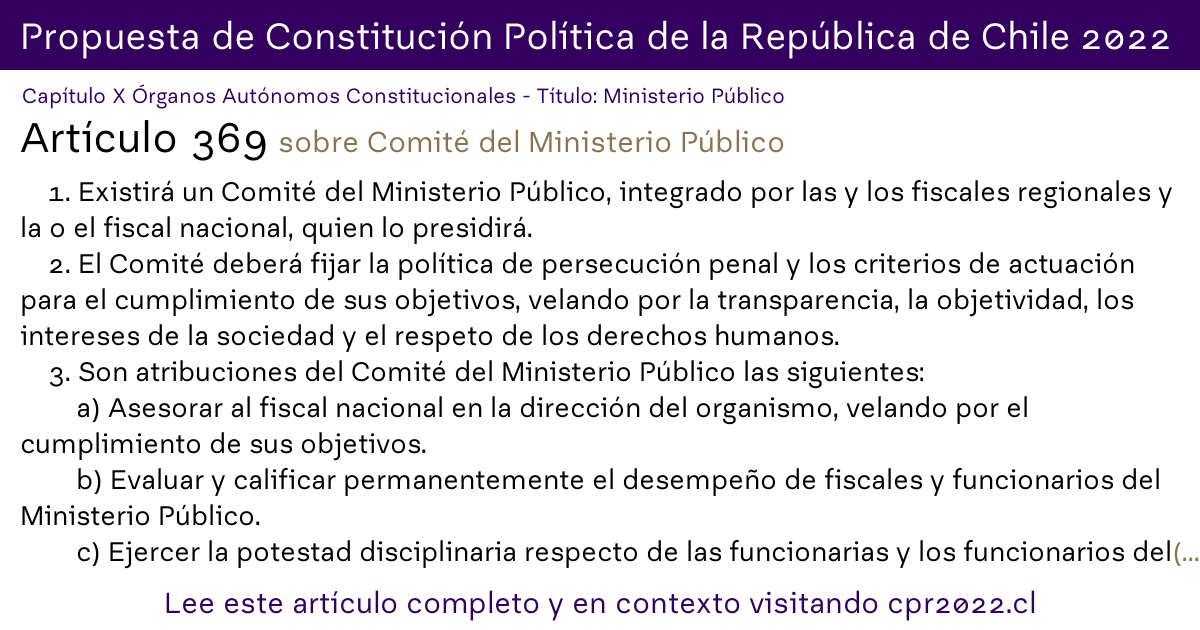 Propuesta de Constitución Política de la República de Chile 2022
Capítulo X Órganos Autónomos Constitucionales - Título: Ministerio Público
Artículo 369 sobre Comité del Ministerio Público
1. Existirá un Comité del Ministerio Público, integrado por las y los fiscales regionales y
la o el fiscal nacional, quien lo presidirá.
2. El Comité deberá fijar la política de persecución penal y los criterios de actuación
para el cumplimiento de sus objetivos, velando por la transparencia, la objetividad, los
intereses de la sociedad y el respeto de los derechos humanos.
3. Son atribuciones del Comité del Ministerio Público las siguientes:
a) Asesorar al fiscal nacional en la dirección del organismo, velando por el
cumplimiento de sus objetivos.
b) Evaluar y calificar permanentemente el desempeño de fiscales y funcionarios del
Ministerio Público.
c) Ejercer la potestad disciplinaria respecto de las funcionarias y los funcionarios del(...
Lee este artículo completo y en contexto visitando cpr2022.cl